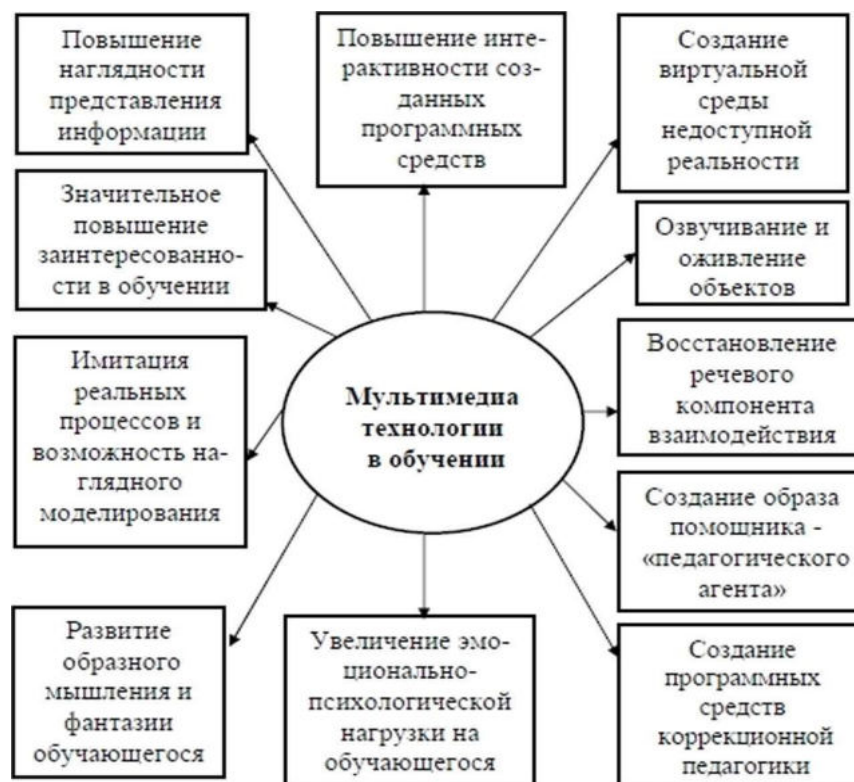 Повышение
наглядности
представления
информации
Повышение инте-
рактивности соз-
данных
программных
средств
Создание
виртуальной
среды
недоступной
реальности
Значительное
повышение
заинтересованно-
сти в обучении
Озвучивание и
оживление
объектов
Имитация
реальных
процессов и
возможность на-
глядного
моделирования
Мультимедиа
технологии
в обучении
Восстановление
речевого
компонента
взаимодействия
Создание образа
помощника -
«педагогического
агента»
Развитие
образного
мышления и
фантазии
обучающегося
Увеличение эмо-
ционально-
психологической
нагрузки на
обучающегося
Создание
программных
средств
коррекционной
педагогики